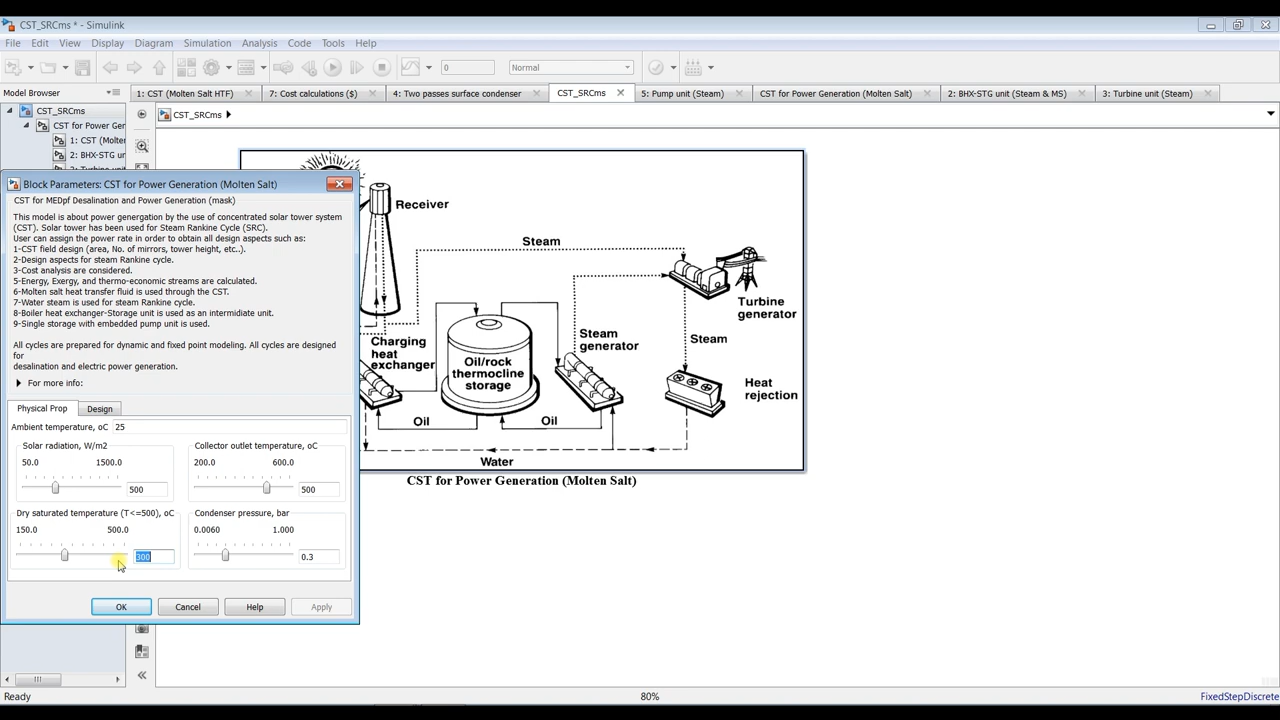 CST_SRCms * - Simulink
File Edit View Display Diagram Simulation Analysis Code Tools Help
0 Normal
Model Browser
1: CST (Molten Salt HTF) 7: Cost calculations ($) 4: Two passes surface condenser CST_SRCms 5: Pump unit (Steam) CST for Power Generation (Molten Salt) 2: BHX-STG unit (Steam & MS) 3: Turbine unit (Steam)
CST_SRCms
CST for Power Ger
1: CST (Molte
2: BHX-STG ur
CST_SRCms
Block Parameters: CST for Power Generation (Molten Salt)
CST for MEDpf Desalination and Power Generation (mask)
This model is about power genergation by the use of concentrated solar tower system
(CST). Solar tower has been used for Steam Rankine Cycle (SRC).
User can assign the power rate in order to obtain all design aspects such as:
1-CST field design (area, No. of mirrors, tower height, etc..).
2-Design aspects for steam Rankine cycle.
3-Cost analysis are considered.
5-Energy, Exergy, and thermo-economic streams are calculated.
6-Molten salt heat transfer fluid is used through the CST.
7-Water steam is used for steam Rankine cycle.
8-Boiler heat exchanger-Storage unit is used as an intermidiate unit.
9-Single storage with embedded pump unit is used.
All cycles are prepared for dynamic and fixed point modeling. All cycles are designed
for
desalination and electric power generation.
For more info:
Physical Prop Design
Ambient temperature, oC 25
Solar radiation, W/m2
50.0 1500.0
500
Collector outlet temperature, oC
200.0 600.0
500
Dry saturated temperature (T<=500), oC
150.0 500.0
300
Condenser pressure, bar
0.0060 1.000
0.3
OK Cancel Help Apply
Receiver
Steam
Turbine
generator
Charging
heat
exchanger
Oil/rock
thermocline
storage
Steam
generator
Steam
Heat
rejection
Oil
Oil
Water
CST for Power Generation (Molten Salt)
Ready 80% FixedStepDiscrete